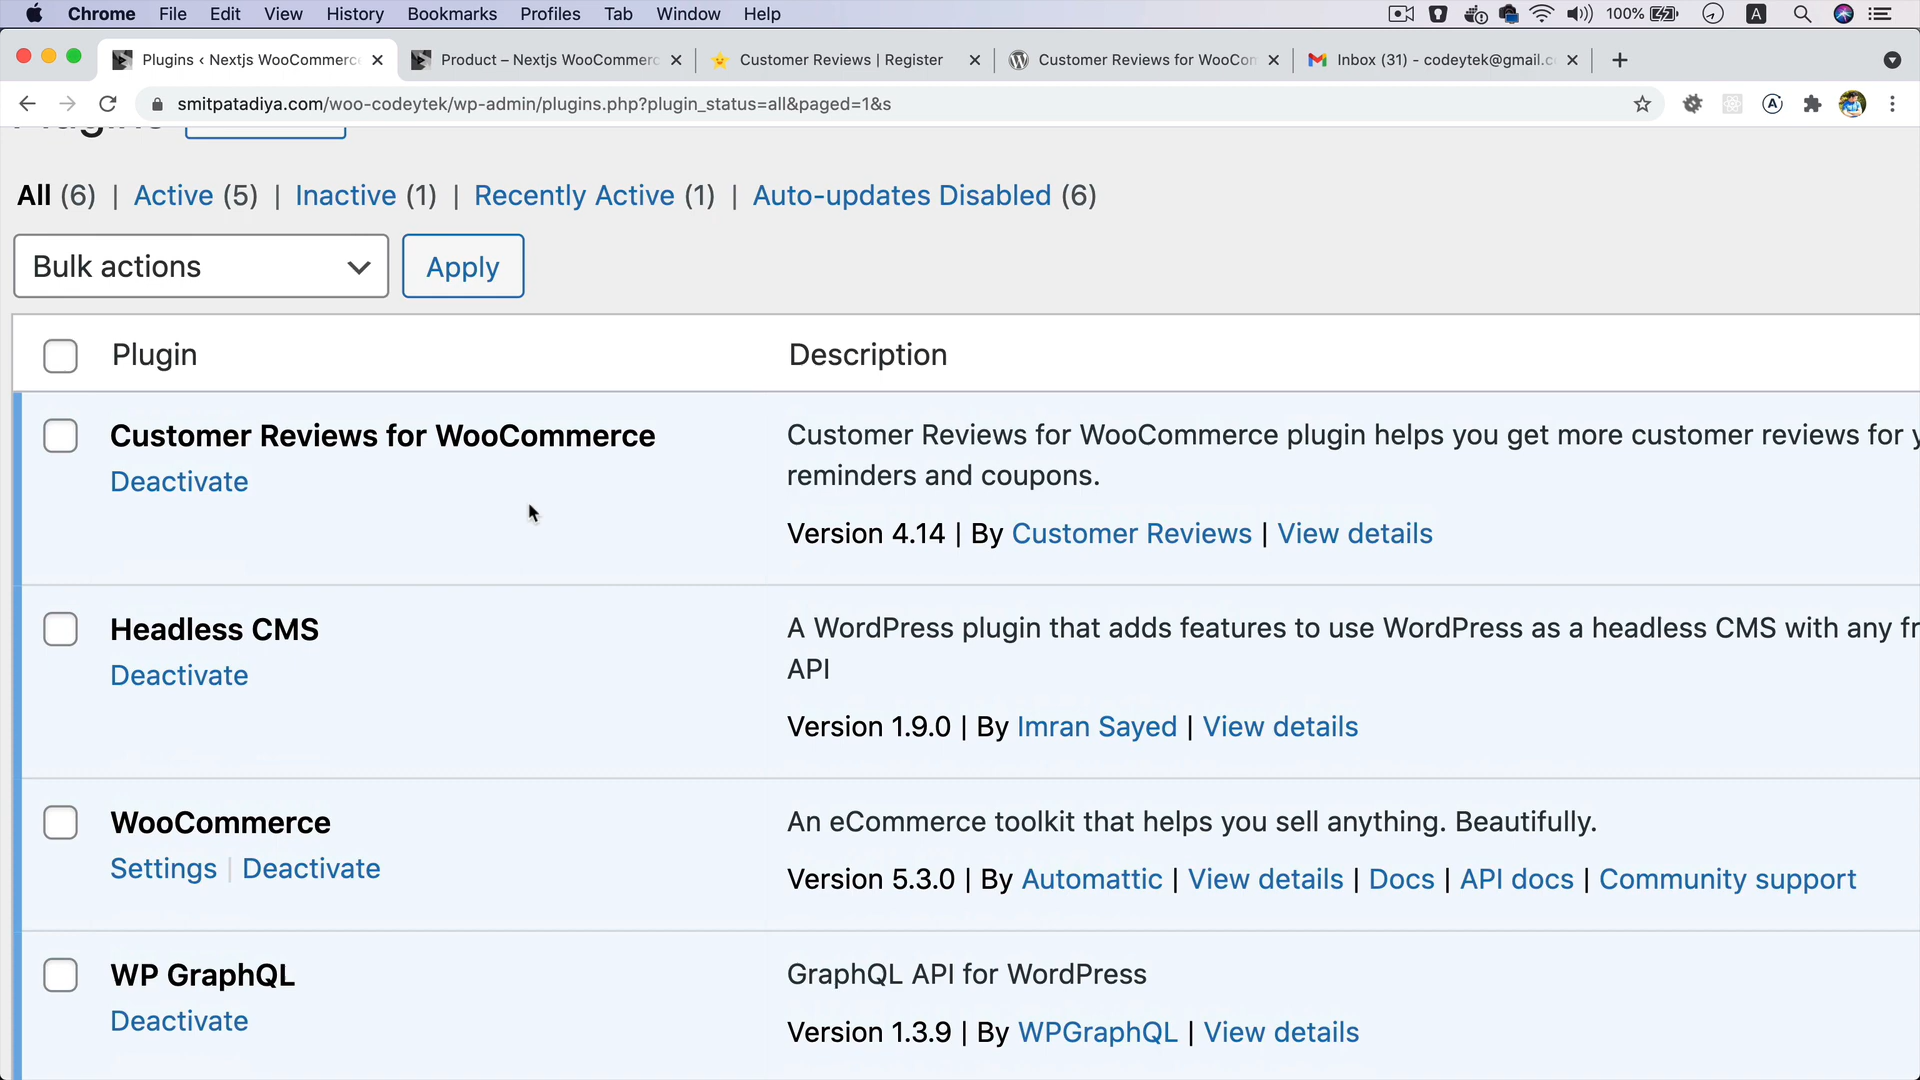 Chrome File Edit View History Bookmarks Profiles Tab Window Help 100% A
Plugins ‹ Nextjs WooCommerce
Product – Nextjs WooCommerc
Customer Reviews | Register
Customer Reviews for WooCom
Inbox (31) - codeytek@gmail.c
smitpatadiya.com/woo-codeytek/wp-admin/plugins.php?plugin_status=all&paged=1&s
All (6) | Active (5) | Inactive (1) | Recently Active (1) | Auto-updates Disabled (6)
Bulk actions Apply
Plugin Description
Customer Reviews for WooCommerce
Deactivate
Customer Reviews for WooCommerce plugin helps you get more customer reviews for y
reminders and coupons.
Version 4.14 | By Customer Reviews | View details
Headless CMS
Deactivate
A WordPress plugin that adds features to use WordPress as a headless CMS with any fr
API
Version 1.9.0 | By Imran Sayed | View details
WooCommerce
Settings | Deactivate
An eCommerce toolkit that helps you sell anything. Beautifully.
Version 5.3.0 | By Automattic | View details | Docs | API docs | Community support
WP GraphQL
Deactivate
GraphQL API for WordPress
Version 1.3.9 | By WPGraphQL | View details